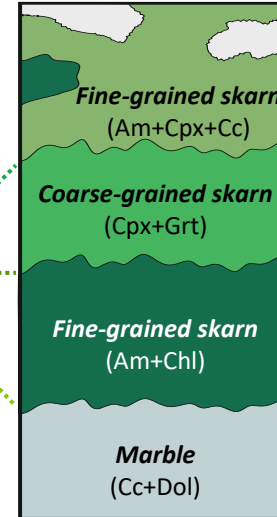 Fine-grained skarn
(Am+Cpx+Cc)
Coarse-grained skarn
(Cpx+Grt)
Fine-grained skarn
(Am+Chl)
Marble
(Cc+Dol)